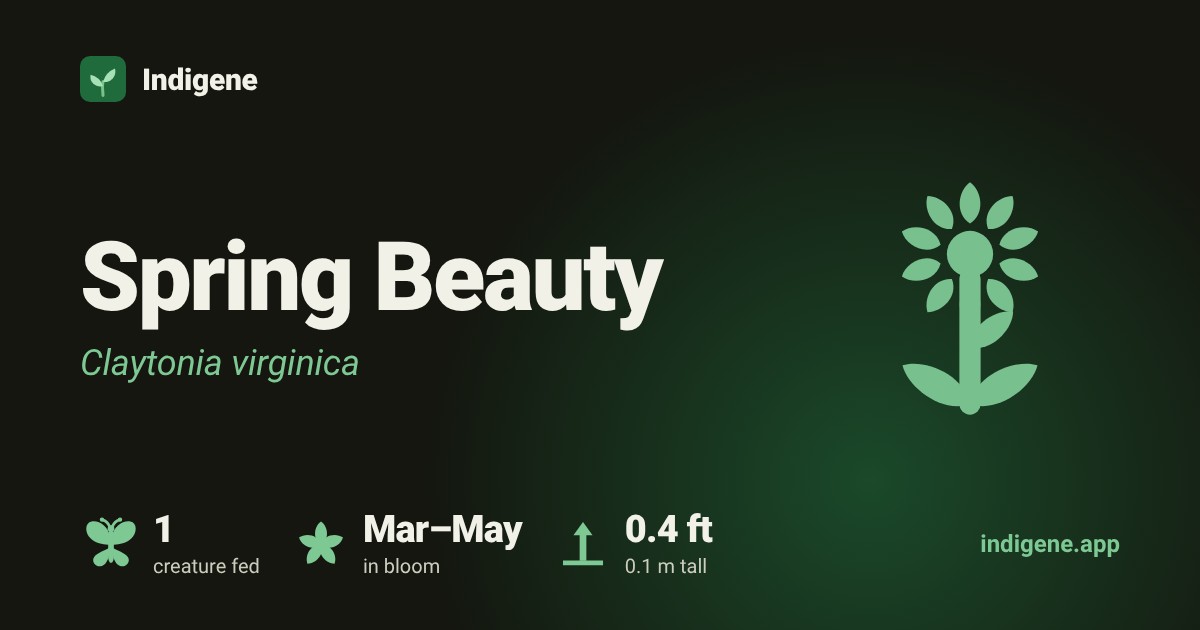 Indigene
Spring Beauty
Claytonia virginica
1
creature fed
Mar–May
in bloom
0.4 ft
0.1 m tall
indigene.app